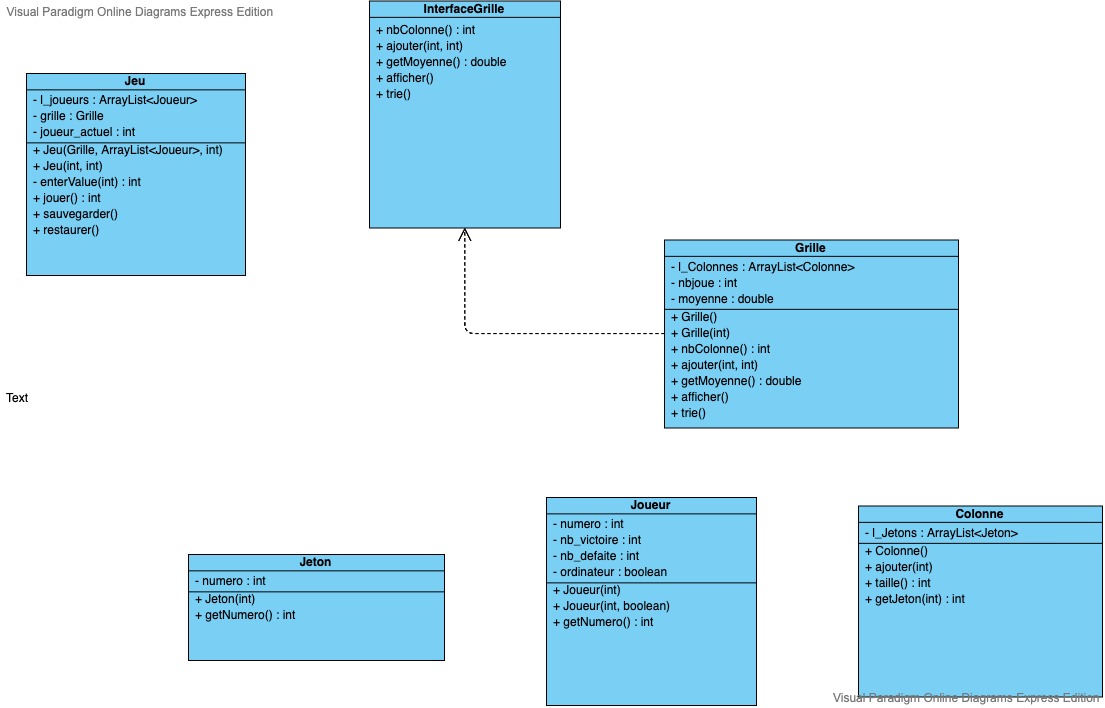 Visual Paradigm Online Diagrams Express Edition
InterfaceGrille
+ nbColonne() : int
+ ajouter(int, int)
+ getMoyenne() : double
+ afficher()
+ trie()
Jeu
- l_joueurs : ArrayList<Joueur>
- grille : Grille
- joueur_actuel : int
+ Jeu(Grille, ArrayList<Joueur>, int)
+ Jeu(int, int)
- enterValue(int) : int
+ jouer() : int
+ sauvegarder()
+ restaurer()
Grille
- l_Colonnes : ArrayList<Colonne>
- nbjoue : int
- moyenne : double
+ Grille()
+ Grille(int)
+ nbColonne() : int
+ ajouter(int, int)
+ getMoyenne() : double
+ afficher()
+ trie()
Text
Jeton
- numero : int
+ Jeton(int)
+ getNumero() : int
Joueur
- numero : int
- nb_victoire : int
- nb_defaite : int
- ordinateur : boolean
+ Joueur(int)
+ Joueur(int, boolean)
+ getNumero() : int
Colonne
- l_Jetons : ArrayList<Jeton>
+ Colonne()
+ ajouter(int)
+ taille() : int
+ getJeton(int) : int
Visual Paradigm Online Diagrams Express Edition